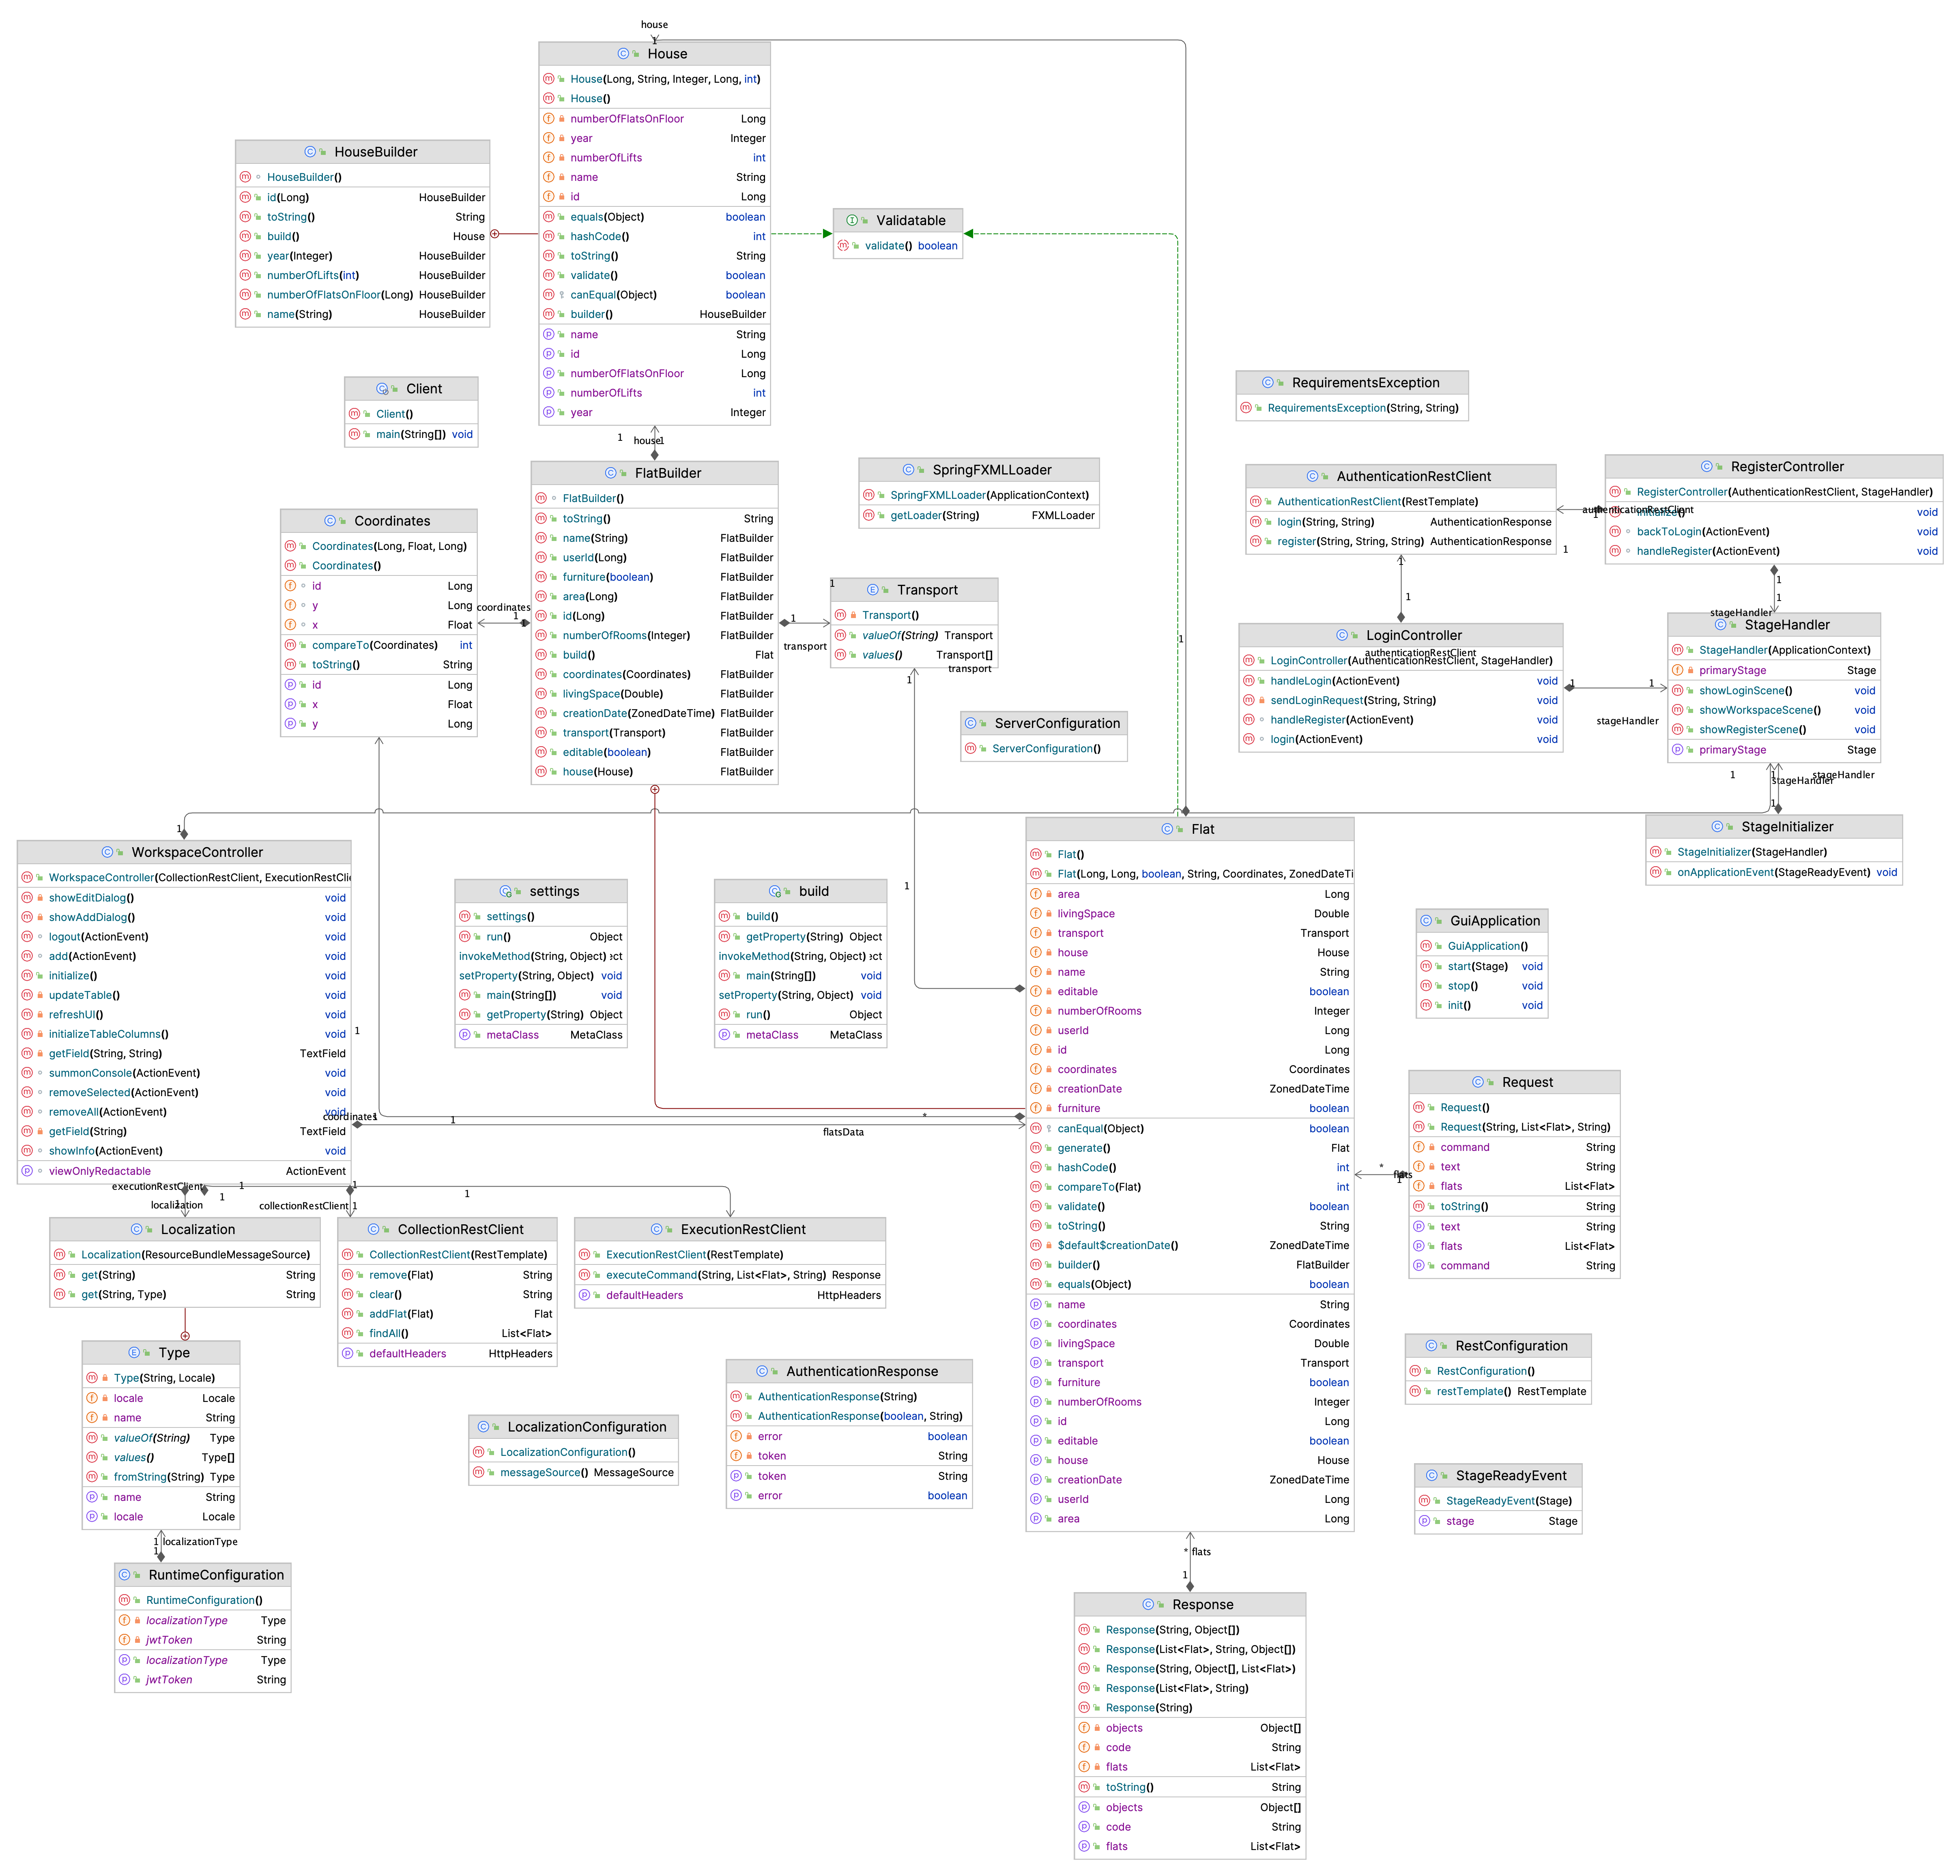 house
1
House
House(Long, String, Integer, Long, int)
House()
numberOfFlatsOnFloor Long
year Integer
numberOfLifts int
name String
id Long
equals(Object) boolean
hashCode() int
toString() String
validate() boolean
canEqual(Object) boolean
builder() HouseBuilder
name String
id Long
numberOfFlatsOnFloor Long
numberOfLifts int
year Integer
HouseBuilder
HouseBuilder()
id(Long) HouseBuilder
toString() String
build() House
year(Integer) HouseBuilder
numberOfLifts(int) HouseBuilder
numberOfFlatsOnFloor(Long) HouseBuilder
name(String) HouseBuilder
Validatable
validate() boolean
Client
Client()
main(String[]) void
RequirementsException
RequirementsException(String, String)
1 house 1
FlatBuilder
FlatBuilder()
toString() String
name(String) FlatBuilder
userId(Long) FlatBuilder
furniture(boolean) FlatBuilder
area(Long) FlatBuilder
id(Long) FlatBuilder
numberOfRooms(Integer) FlatBuilder
build() Flat
coordinates(Coordinates) FlatBuilder
livingSpace(Double) FlatBuilder
creationDate(ZonedDateTime) FlatBuilder
transport(Transport) FlatBuilder
editable(boolean) FlatBuilder
house(House) FlatBuilder
SpringFXMLLoader
SpringFXMLLoader(ApplicationContext)
getLoader(String) FXMLLoader
AuthenticationRestClient
AuthenticationRestClient(RestTemplate)
login(String, String) AuthenticationResponse
register(String, String, String) AuthenticationResponse
RegisterController
RegisterController(AuthenticationRestClient, StageHandler)
initialize() void
backToLogin(ActionEvent) void
handleRegister(ActionEvent) void
authenticationRestClient
1
1
Coordinates
Coordinates(Long, Float, Long)
Coordinates()
id Long
y Long
x Float
compareTo(Coordinates) int
toString() String
id Long
x Float
y Long
coordinates
1
1
Transport
Transport()
valueOf(String) Transport
values() Transport[]
1
1
transport
transport
1
1
1
1
1
LoginController
authenticationRestClient
LoginController(AuthenticationRestClient, StageHandler)
handleLogin(ActionEvent) void
sendLoginRequest(String, String) void
handleRegister(ActionEvent) void
login(ActionEvent) void
1
1
stageHandler
StageHandler
StageHandler(ApplicationContext)
primaryStage Stage
showLoginScene() void
showWorkspaceScene() void
showRegisterScene() void
primaryStage Stage
1
1
stageHandler
1
1
stageHandler
stageHandler
1
ServerConfiguration
ServerConfiguration()
1
StageInitializer
StageInitializer(StageHandler)
onApplicationEvent(StageReadyEvent) void
1
WorkspaceController
WorkspaceController(CollectionRestClient, ExecutionRestClie
showEditDialog() void
showAddDialog() void
logout(ActionEvent) void
add(ActionEvent) void
initialize() void
updateTable() void
refreshUI() void
initializeTableColumns() void
getField(String, String) TextField
summonConsole(ActionEvent) void
removeSelected(ActionEvent) void
removeAll(ActionEvent) void
getField(String) TextField
showInfo(ActionEvent) void
viewOnlyRedactable ActionEvent
1
coordinates
1
1
*
flatsData
settings
settings()
run() Object
invokeMethod(String, Object) ect
setProperty(String, Object) void
main(String[]) void
getProperty(String) Object
metaClass MetaClass
build
build()
getProperty(String) Object
invokeMethod(String, Object) ect
main(String[]) void
setProperty(String, Object) void
run() Object
metaClass MetaClass
Flat
Flat()
Flat(Long, Long, boolean, String, Coordinates, ZonedDateTi
area Long
livingSpace Double
transport Transport
house House
name String
editable boolean
numberOfRooms Integer
userId Long
id Long
coordinates Coordinates
creationDate ZonedDateTime
furniture boolean
canEqual(Object) boolean
generate() Flat
hashCode() int
compareTo(Flat) int
validate() boolean
toString() String
$default$creationDate() ZonedDateTime
builder() FlatBuilder
equals(Object) boolean
name String
coordinates Coordinates
livingSpace Double
transport Transport
furniture boolean
numberOfRooms Integer
id Long
editable boolean
house House
creationDate ZonedDateTime
userId Long
area Long
GuiApplication
GuiApplication()
start(Stage) void
stop() void
init() void
Request
Request()
Request(String, List<Flat>, String)
command String
text String
flats List<Flat>
toString() String
text String
flats List<Flat>
command String
*
flats
1
executionRestClient
1
localization
1
1
collectionRestClient
1
1
1
Localization
Localization(ResourceBundleMessageSource)
get(String) String
get(String, Type) String
CollectionRestClient
CollectionRestClient(RestTemplate)
remove(Flat) String
clear() String
addFlat(Flat) Flat
findAll() List<Flat>
defaultHeaders HttpHeaders
ExecutionRestClient
ExecutionRestClient(RestTemplate)
executeCommand(String, List<Flat>, String) Response
defaultHeaders HttpHeaders
Type
Type(String, Locale)
locale Locale
name String
valueOf(String) Type
values() Type[]
fromString(String) Type
name String
locale Locale
AuthenticationResponse
AuthenticationResponse(String)
AuthenticationResponse(boolean, String)
error boolean
token String
token String
error boolean
RestConfiguration
RestConfiguration()
restTemplate() RestTemplate
LocalizationConfiguration
LocalizationConfiguration()
messageSource() MessageSource
StageReadyEvent
StageReadyEvent(Stage)
stage Stage
1 localizationType
1
RuntimeConfiguration
RuntimeConfiguration()
localizationType Type
jwtToken String
localizationType Type
jwtToken String
* flats
1
Response
Response(String, Object[])
Response(List<Flat>, String, Object[])
Response(String, Object[], List<Flat>)
Response(List<Flat>, String)
Response(String)
objects Object[]
code String
flats List<Flat>
toString() String
objects Object[]
code String
flats List<Flat>